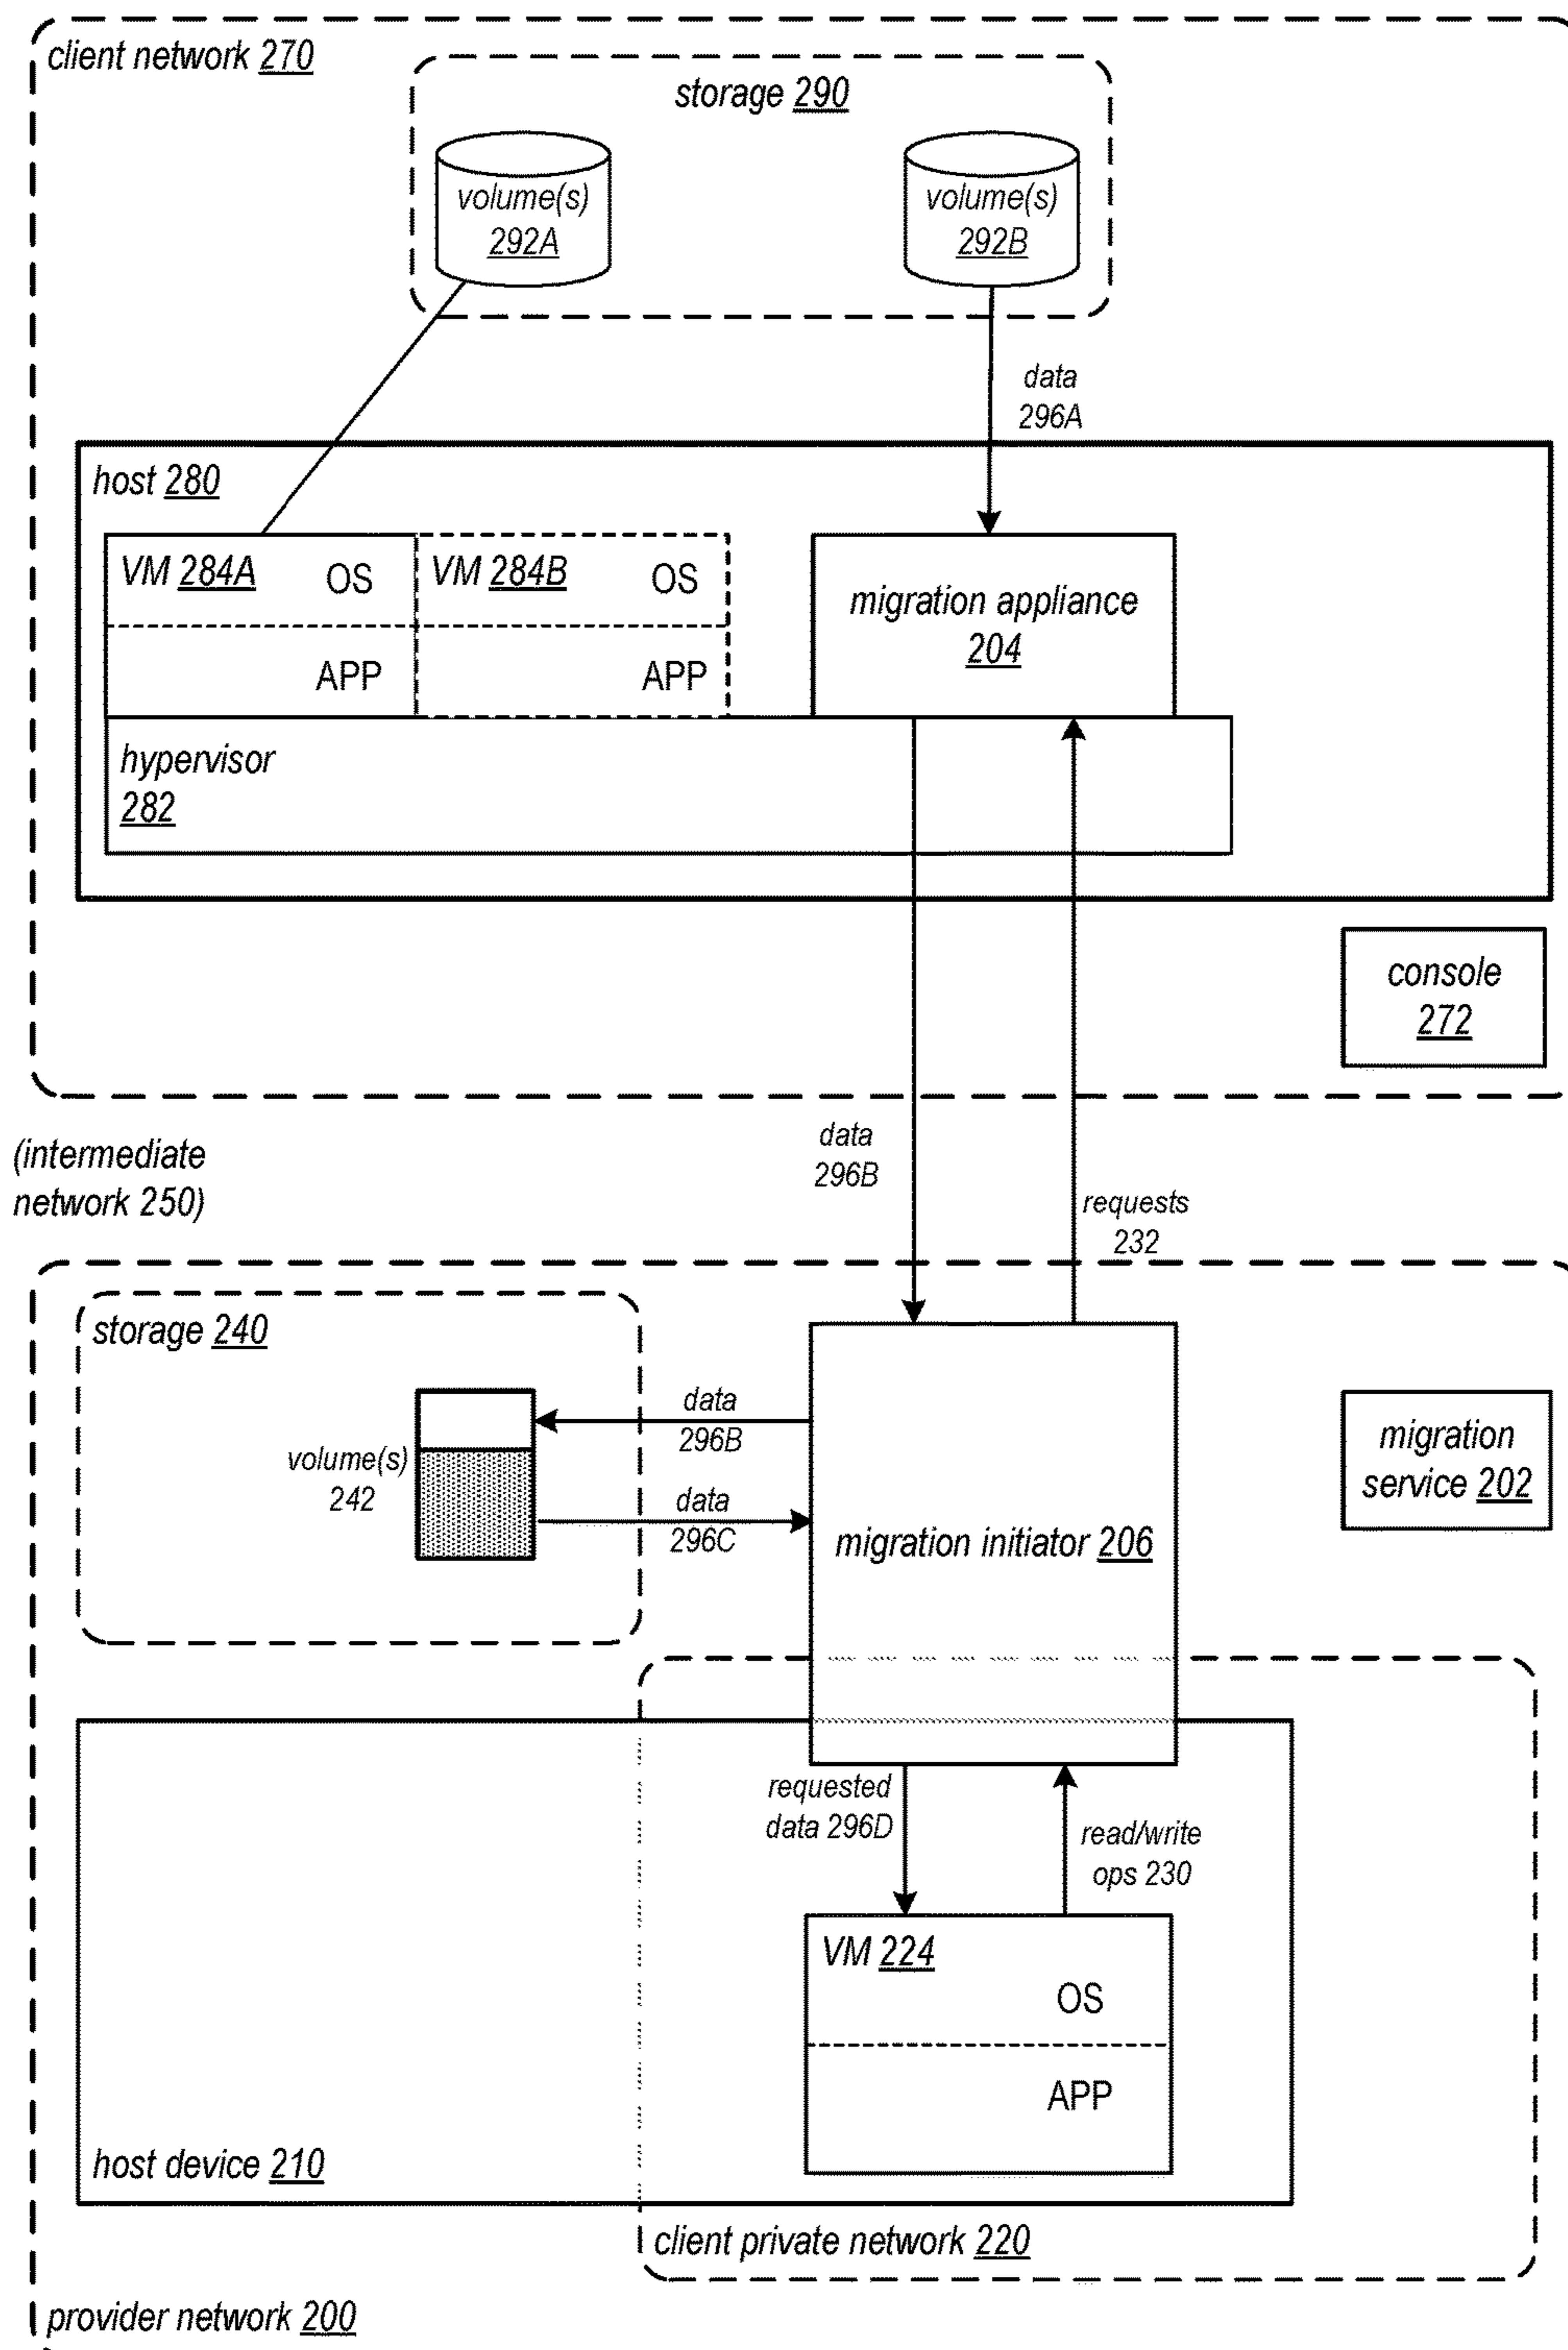 client network 270
storage 290
volume(s)
292A
volume(s)
292B
data
296A
host 280
VM 284A
OS
VM 284B
OS
APP
APP
migration appliance
204
hypervisor
282
console
272
(intermediate
network 250)
data
296B
requests
232
storage 240
volume(s)
242
data
296B
data
296C
migration initiator 206
migration
service 202
requested
data 296D
read/write
ops 230
VM 224
OS
APP
host device 210
client private network 220
provider network 200